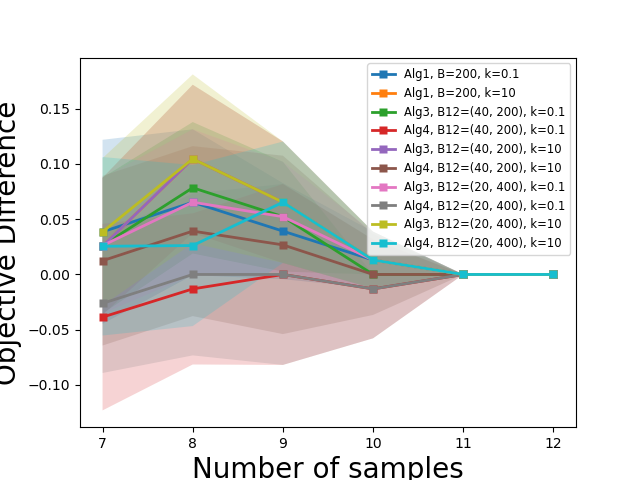 Objective Difference
0.15
0.10
0.05
0.00
−0.05
−0.10
Alg1, B=200, k=0.1
Alg1, B=200, k=10
Alg3, B12=(40, 200), k=0.1
Alg4, B12=(40, 200), k=0.1
Alg3, B12=(40, 200), k=10
Alg4, B12=(40, 200), k=10
Alg3, B12=(20, 400), k=0.1
Alg4, B12=(20, 400), k=0.1
Alg3, B12=(20, 400), k=10
Alg4, B12=(20, 400), k=10
7 8 9 10 11 12
Number of samples